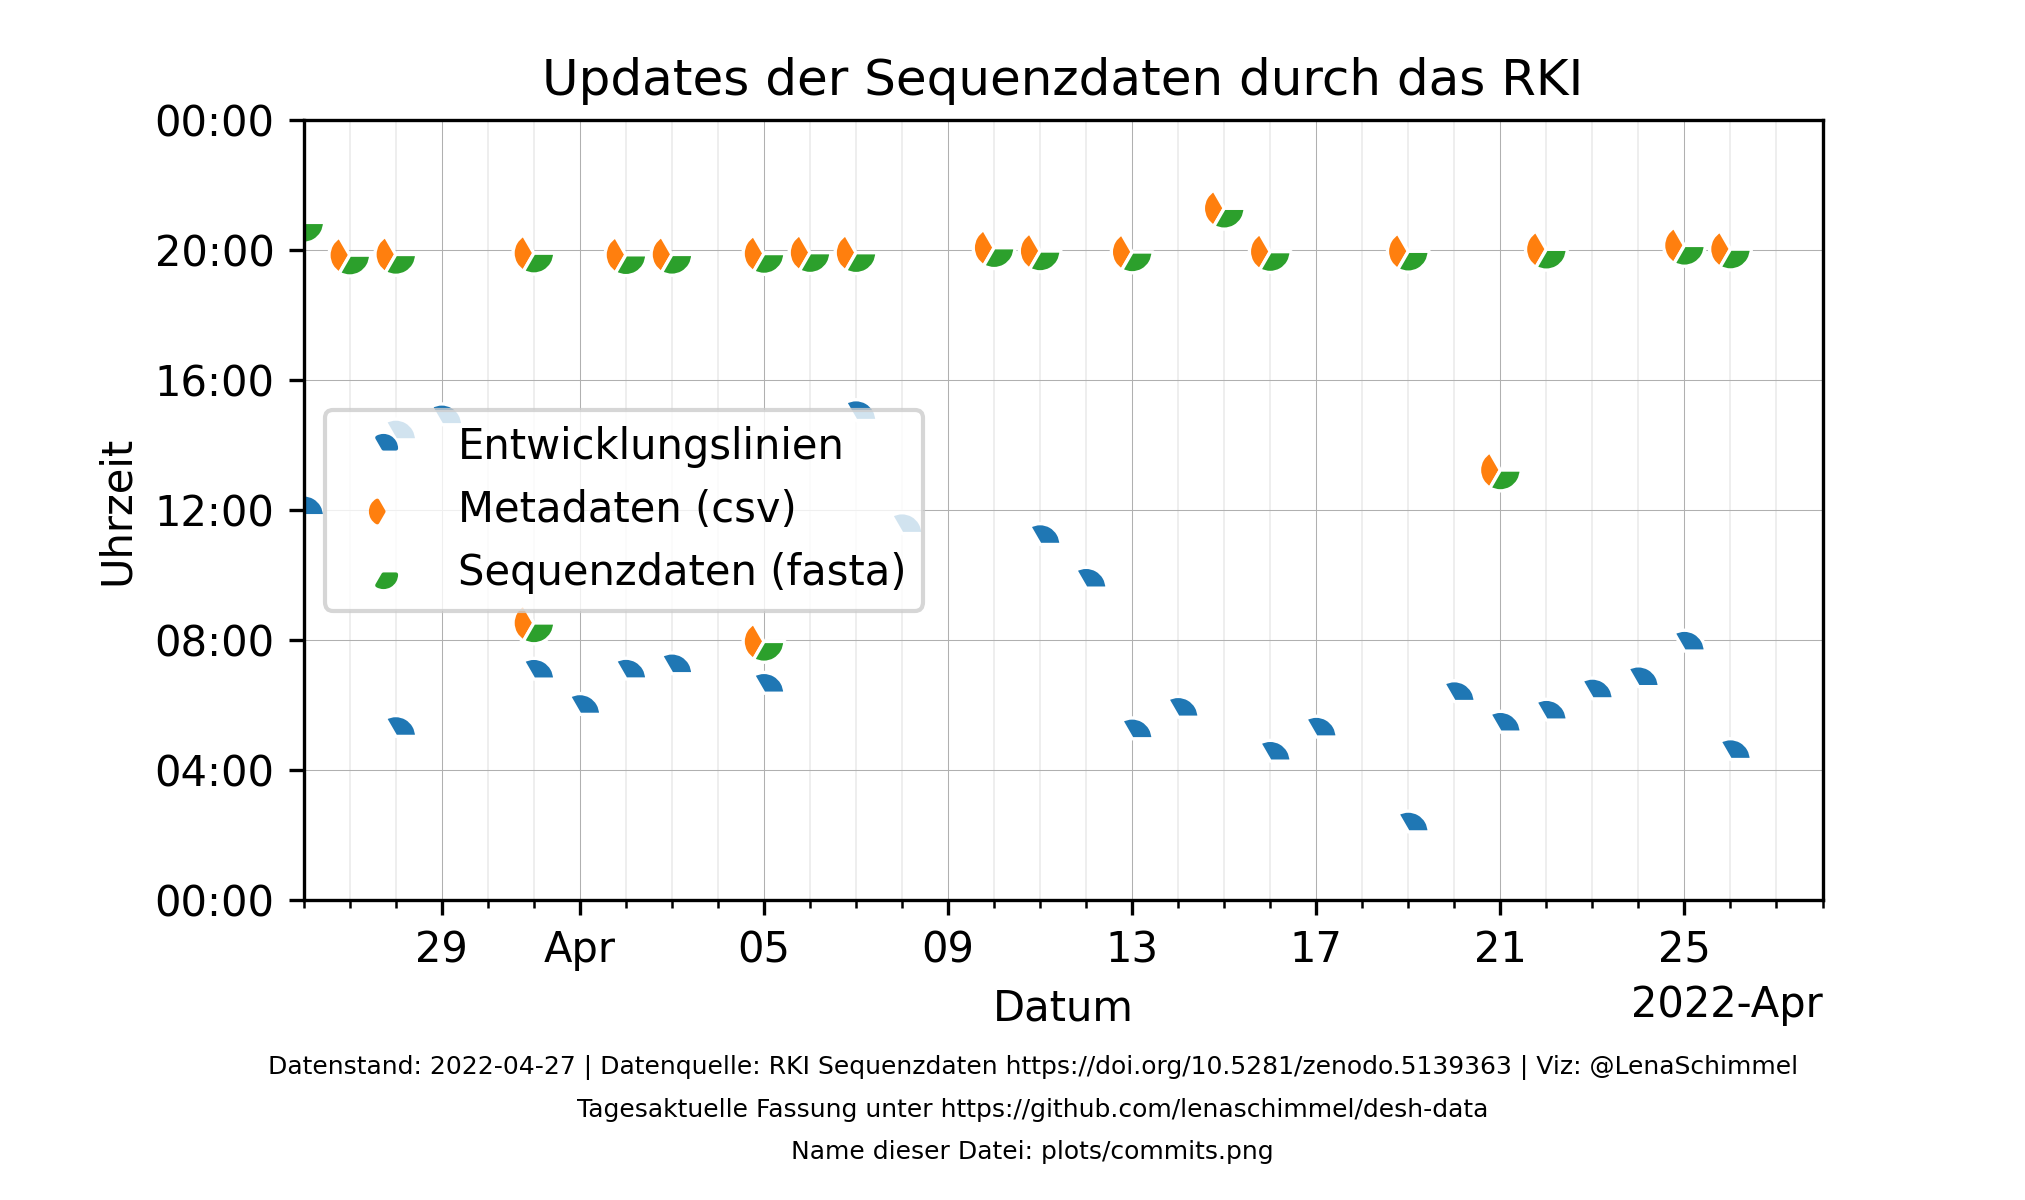 Updates der Sequenzdaten durch das RKI
00:00
20:00
16:00
12:00
08:00
04:00
00:00
Uhrzeit
Entwicklungslinien
Metadaten (csv)
Sequenzdaten (fasta)
29 Apr 05 09 13 17 21 25
Datum
2022-Apr
Datenstand: 2022-04-27 | Datenquelle: RKI Sequenzdaten https://doi.org/10.5281/zenodo.5139363 | Viz: @LenaSchimmel
Tagesaktuelle Fassung unter https://github.com/lenaschimmel/desh-data
Name dieser Datei: plots/commits.png